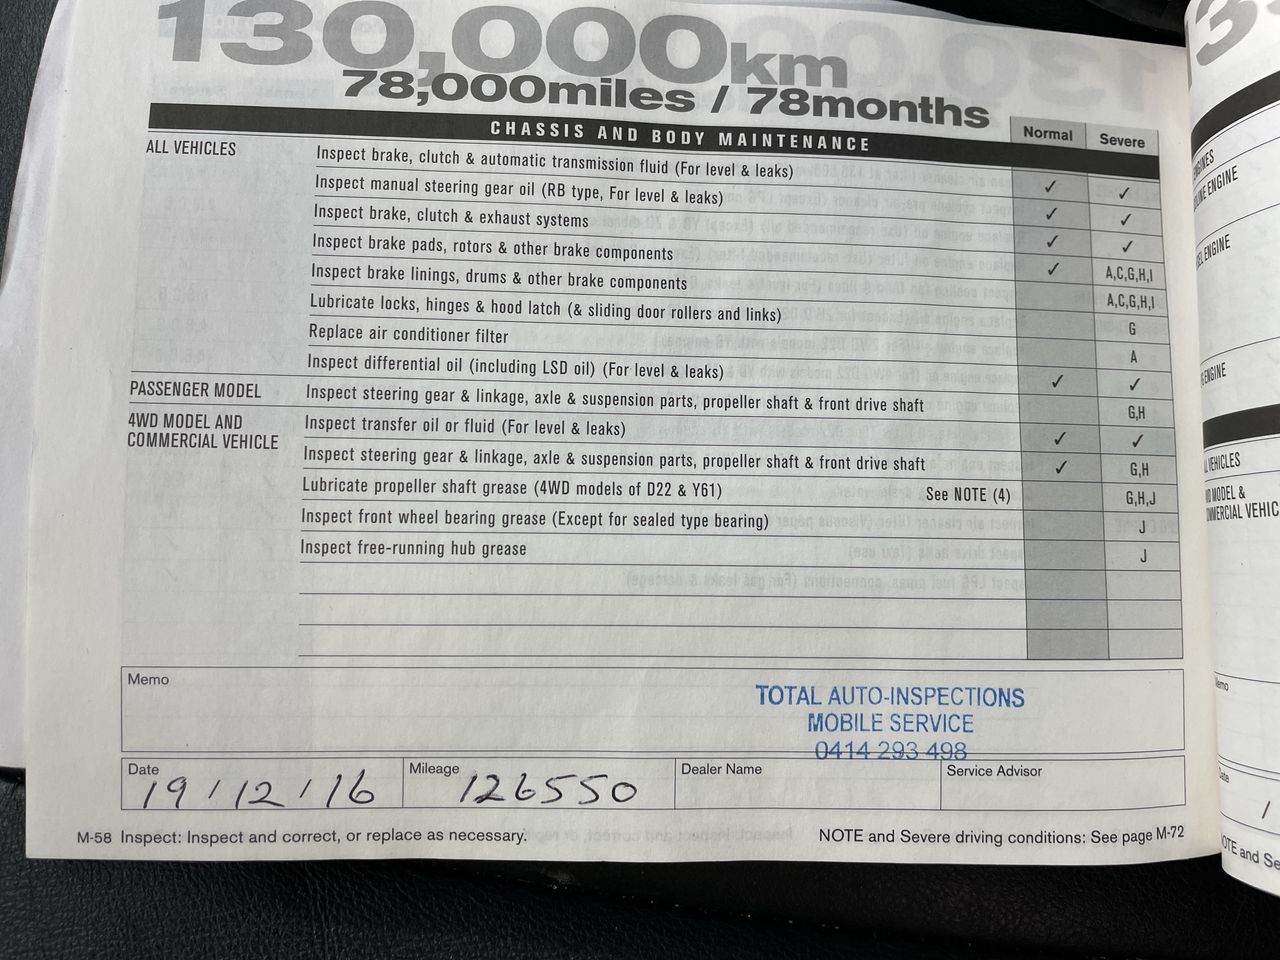 130,000km
78,000miles / 78months
CHASSIS AND BODY MAINTENANCE Normal Severe
ALL VEHICLES Inspect brake, clutch & automatic transmission fluid (For level & leaks) ✓ ✓
Inspect manual steering gear oil (RB type, For level & leaks) ✓ ✓
Inspect brake, clutch & exhaust systems ✓ ✓
Inspect brake pads, rotors & other brake components ✓ A,C,G,H,I
Inspect brake linings, drums & other brake components A,C,G,H,I
Lubricate locks, hinges & hood latch (& sliding door rollers and links) G
Replace air conditioner filter A
Inspect differential oil (including LSD oil) (For level & leaks) ✓ ✓
PASSENGER MODEL Inspect steering gear & linkage, axle & suspension parts, propeller shaft & front drive shaft G,H
4WD MODEL AND Inspect transfer oil or fluid (For level & leaks) ✓ ✓
COMMERCIAL VEHICLE Inspect steering gear & linkage, axle & suspension parts, propeller shaft & front drive shaft ✓ G,H
Lubricate propeller shaft grease (4WD models of D22 & Y61) See NOTE (4) G,H,J
Inspect front wheel bearing grease (Except for sealed type bearing) J
Inspect free-running hub grease J
Memo
TOTAL AUTO-INSPECTIONS
MOBILE SERVICE
0414 293 498
Date 19/12/16 Mileage 126550 Dealer Name Service Advisor
M-58 Inspect: Inspect and correct, or replace as necessary. NOTE and Severe driving conditions: See page M-72